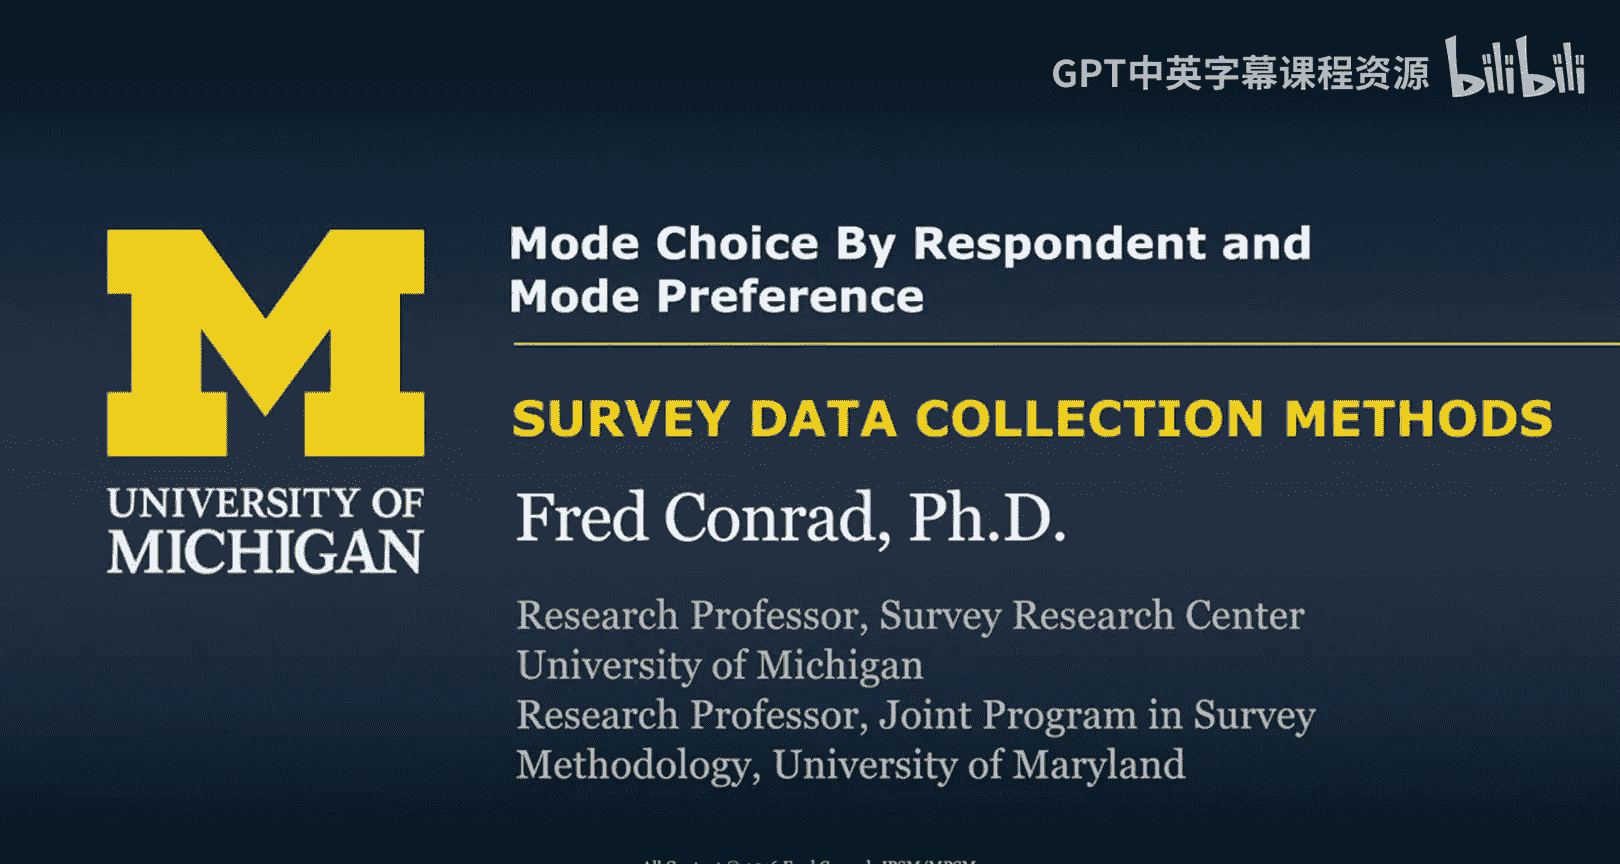 GPT中英字幕课程资源 bilibili
Mode Choice By Respondent and
Mode Preference
SURVEY DATA COLLECTION METHODS
Fred Conrad, Ph.D.
UNIVERSITY OF
MICHIGAN
Research Professor, Survey Research Center
University of Michigan
Research Professor, Joint Program in Survey
Methodology, University of Maryland